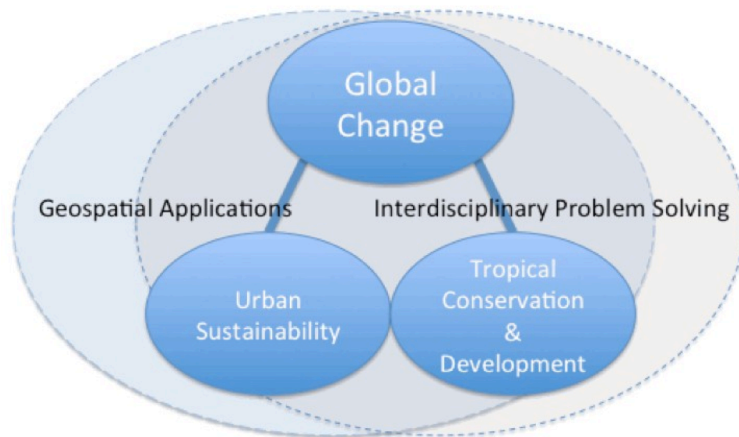 Global
Change
Geospatial Applications
Interdisciplinary Problem Solving
Urban
Sustainability
Tropical
Conservation
&
Development